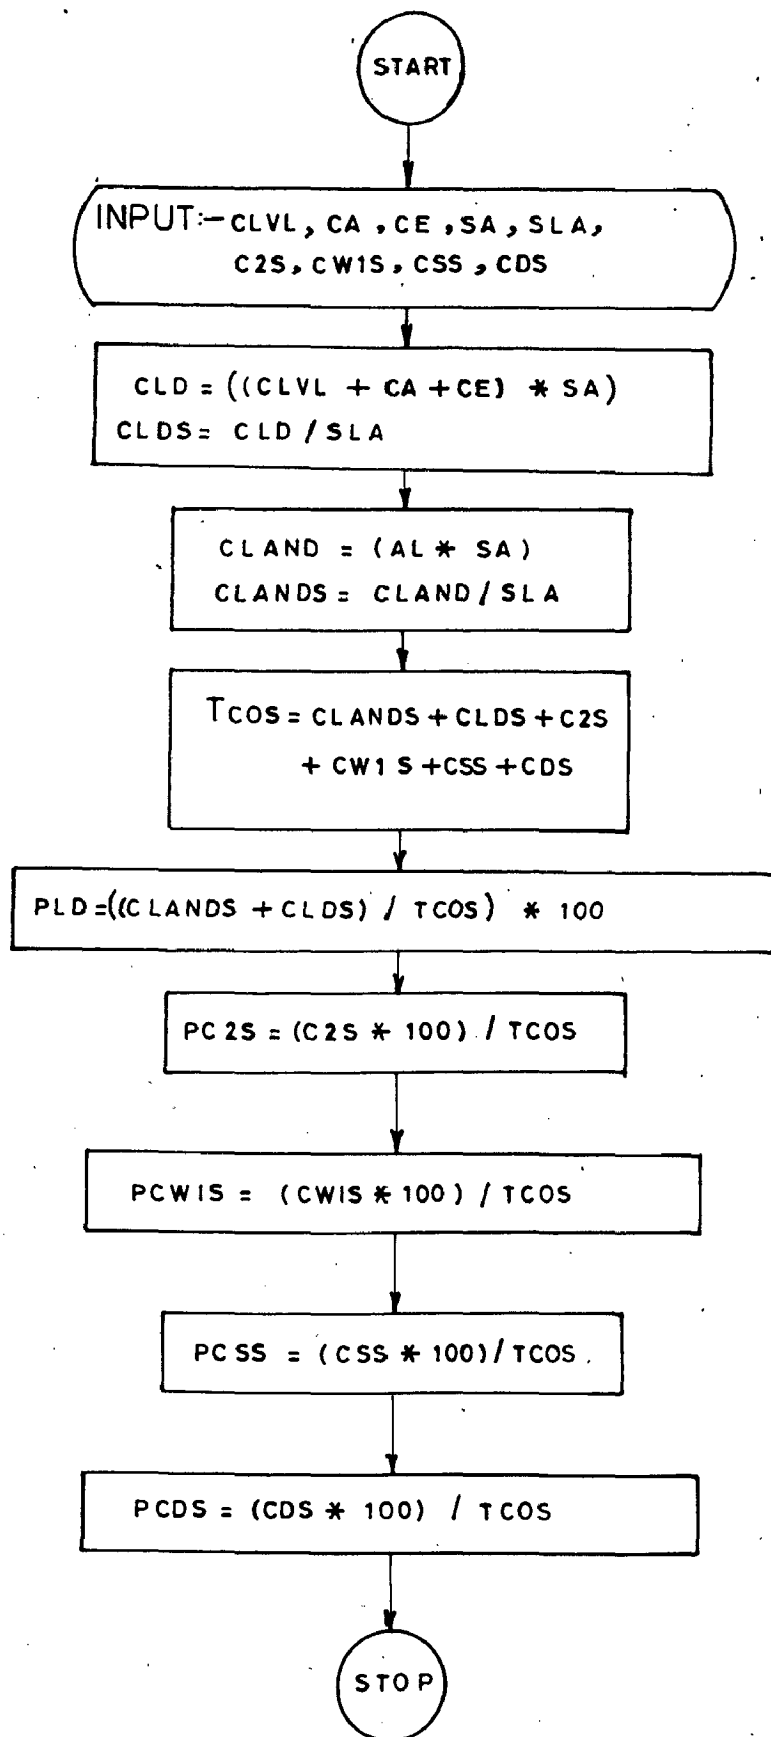 START
INPUT:- CLVL, CA, CE, SA, SLA,
C2S, CW1S, CSS, CDS
CLD = ((CLVL + CA + CE) * SA)
CLDS = CLD / SLA
CLAND = (AL * SA)
CLANDS = CLAND / SLA
TCOS = CLANDS + CLDS + C2S
+ CW1S + CSS + CDS
PLD = ((CLANDS + CLDS) / TCOS) * 100
PC2S = (C2S * 100) / TCOS
PCWIS = (CWIS * 100) / TCOS
PCSS = (CSS * 100) / TCOS
PCDS = (CDS * 100) / TCOS
STOP